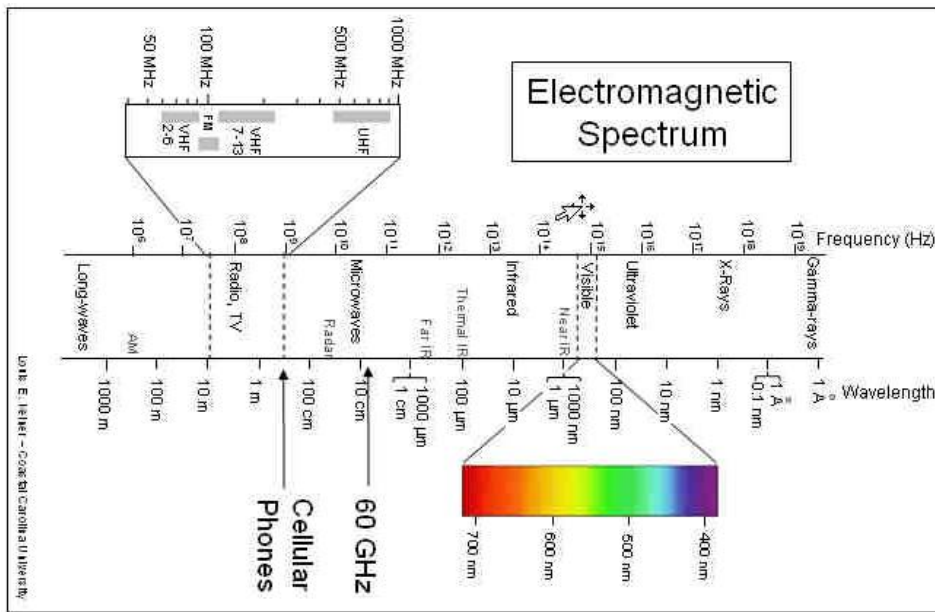 Electromagnetic
Spectrum
50 MHz
100 MHz
500 MHz
1000 MHz
VHF
2-6
FM
VHF
7-13
UHF
10⁶
10⁷
10⁸
10⁹
10¹⁰
10¹¹
10¹²
10¹³
10¹⁴
10¹⁵
10¹⁶
10¹⁷
10¹⁸
10¹⁹
Frequency (Hz)
Long-waves
AM
Radio, TV
Radar
Microwaves
Far IR
Thermal IR
Infrared
Near IR
Visible
Ultraviolet
X-Rays
Gamma-rays
1000 m
100 m
10 m
1 m
100 cm
10 cm
1 cm
1000 µm
100 µm
10 µm
1 µm
1000 nm
100 nm
10 nm
1 nm
-0.1 nm
1 Å
1 Å
Wavelength
Cellular
Phones
60 GHz
700 nm
600 nm
500 nm
400 nm
Coastal Carolina University